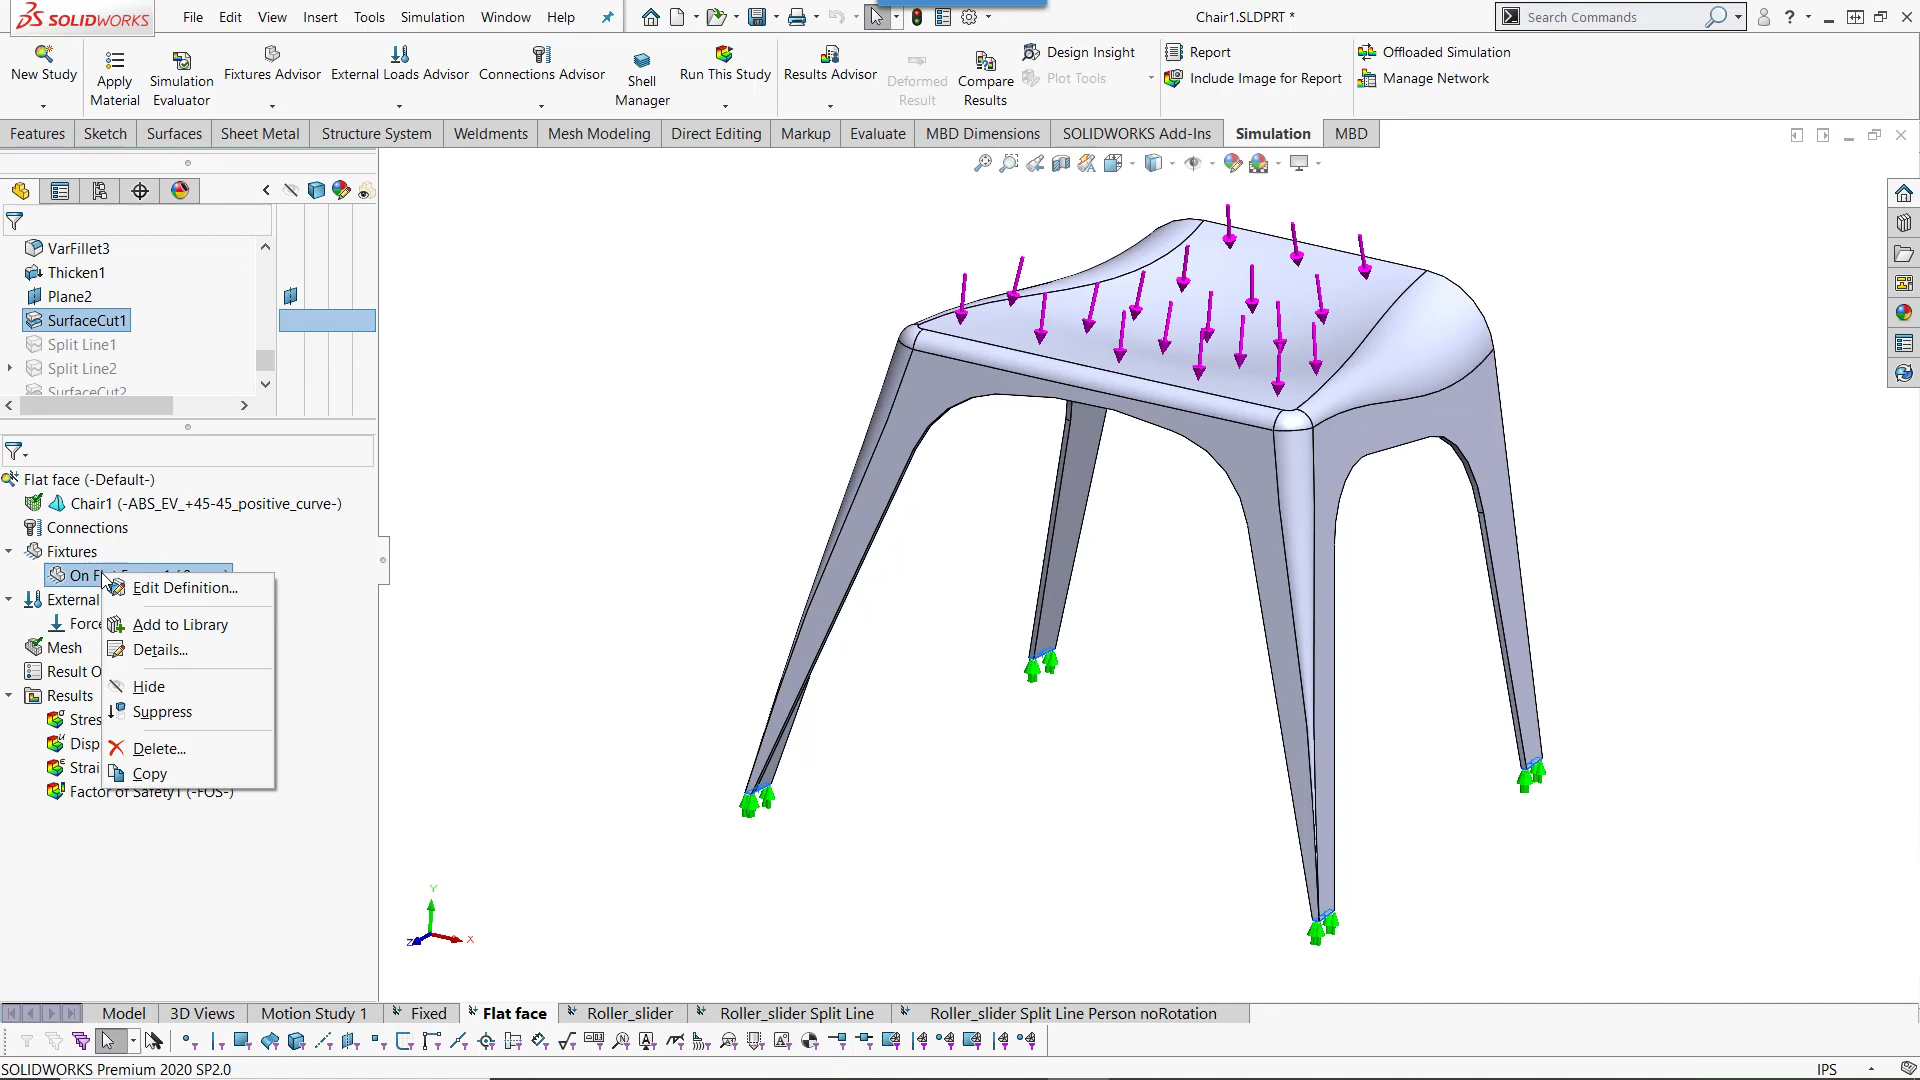 SOLIDWORKS
File Edit View Insert Tools Simulation Window Help
Chair1.SLDPRT *
Search Commands
New Study
Apply Material
Simulation Evaluator
Fixtures Advisor
External Loads Advisor
Connections Advisor
Shell Manager
Run This Study
Results Advisor
Deformed Result
Compare Results
Design Insight
Plot Tools
Report
Include Image for Report
Offloaded Simulation
Manage Network
Features Sketch Surfaces Sheet Metal Structure System Weldments Mesh Modeling Direct Editing Markup Evaluate MBD Dimensions SOLIDWORKS Add-Ins Simulation MBD
VarFillet3
Thicken1
Plane2
SurfaceCut1
Split Line1
Split Line2
SurfaceCut2
Flat face (-Default-)
Chair1 (-ABS_EV_+45-45_positive_curve-)
Connections
Fixtures
On
External
Force
Mesh
Result
Results
Factor of Safety1 (-FOS-)
Edit Definition...
Add to Library
Details...
Hide
Suppress
Delete...
Copy
Y
X
Z
Model 3D Views Motion Study 1 Fixed Flat face Roller_slider Roller_slider Split Line Roller_slider Split Line Person noRotation
SOLIDWORKS Premium 2020 SP2.0
IPS